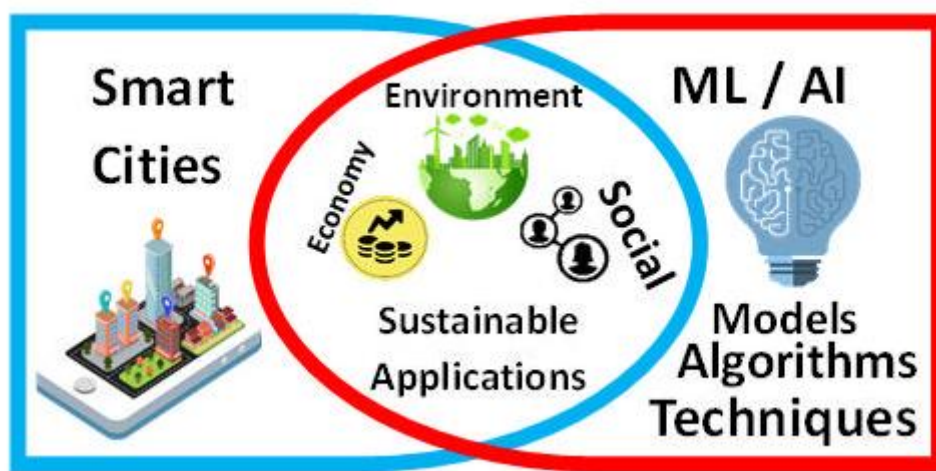 Smart
Cities
Environment
Economy
Social
Sustainable
Applications
ML / AI
Models
Algorithms
Techniques